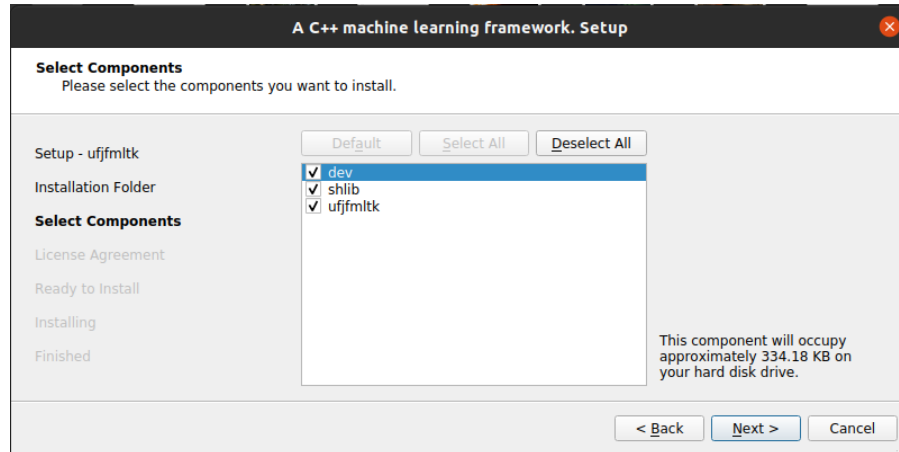 A C++ machine learning framework. Setup
Select Components
Please select the components you want to install.
Setup - ufjfmltk
Installation Folder
Select Components
License Agreement
Ready to Install
Installing
Finished
Default Select All Deselect All
dev
shlib
ufjfmltk
This component will occupy
approximately 334.18 KB on
your hard disk drive.
< Back Next > Cancel